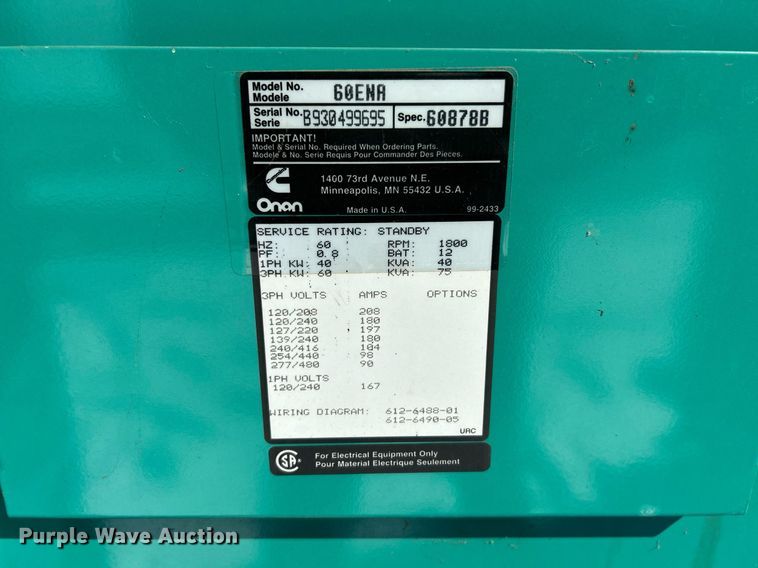 Model No. 60ENA
Modele
Serial No. B930499695 Spec. 60878B
Serie
IMPORTANT!
Model & Serial No. Required When Ordering Parts.
Modele & No. Serie Requis Pour Commander Des Pieces.
1400 73rd Avenue N.E.
Minneapolis, MN 55432 U.S.A.
Onan Made in U.S.A. 99-2433
SERVICE RATING: STANDBY
HZ: 60 RPM: 1800
PF: 0.8 BAT: 12
1PH KW: 40 KVA: 40
3PH KW: 60 KVA: 75
3PH VOLTS AMPS OPTIONS
120/208 208
120/240 180
127/220 197
139/240 180
240/416 104
254/440 98
277/480 90
1PH VOLTS
120/240 167
WIRING DIAGRAM: 612-6488-01
612-6490-05
URC
CSA
For Electrical Equipment Only
Pour Material Electrique Seulement
Purple Wave Auction